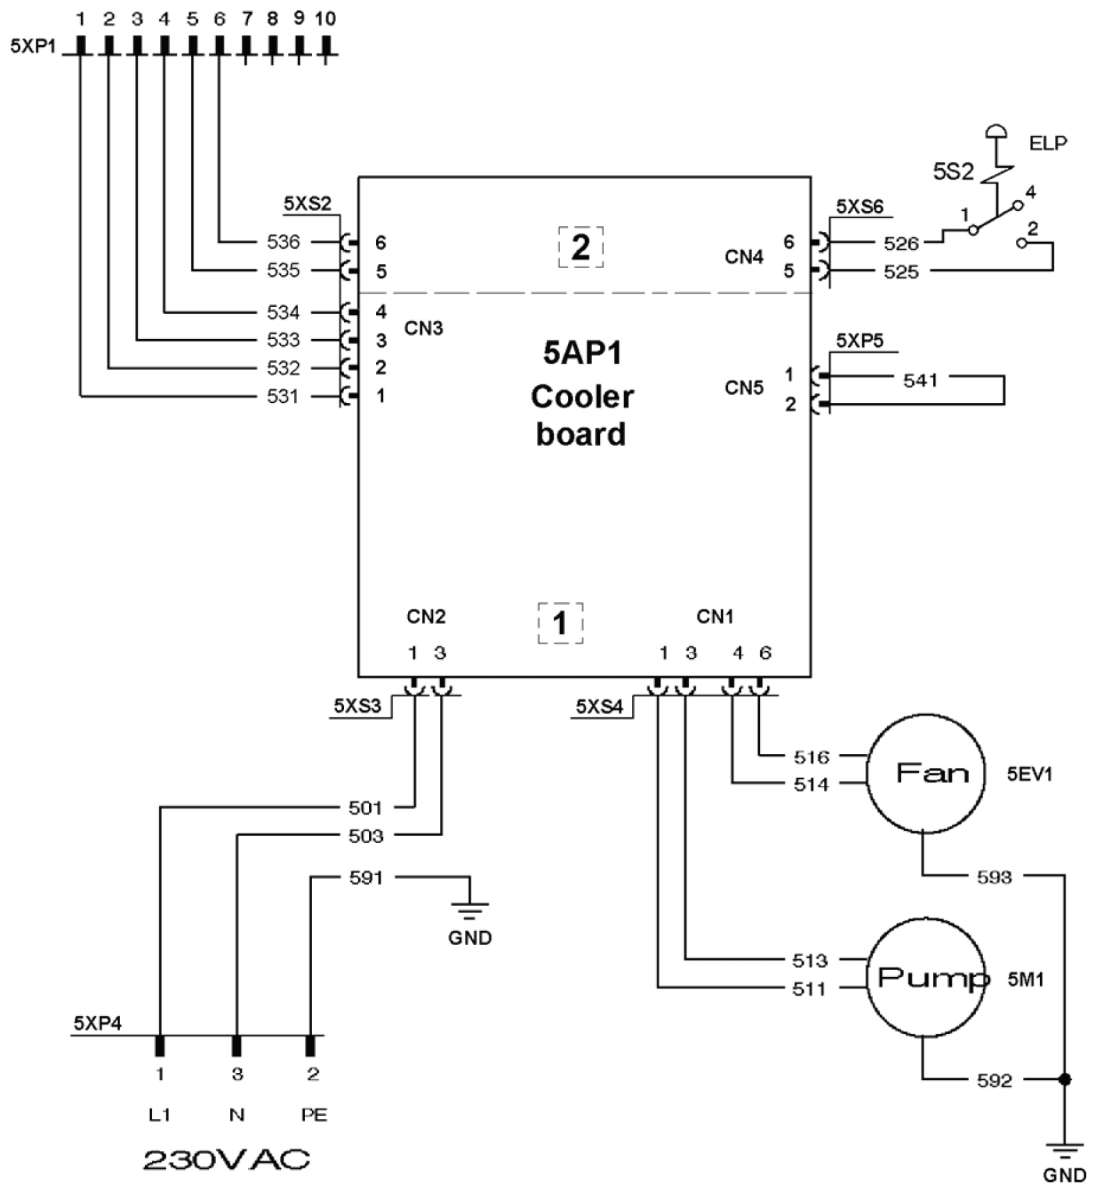 1 2 3 4 5 6 7 8 9 10
5XP1
ELP
5S2
4
1
2
5XS2
5XS6
536 6
2
CN4 6 526
535 5
5 525
534 4
CN3
533 3
532 2
531 1
5AP1
Cooler
board
5XP5
CN5 1 541
2
CN2
1
CN1
1 3
1 3 4 6
5XS3
5XS4
516
514
Fan 5EV1
501
503
591
GND
593
513
511
Pump 5M1
5XP4
1 3 2
L1 N PE
230VAC
592
GND